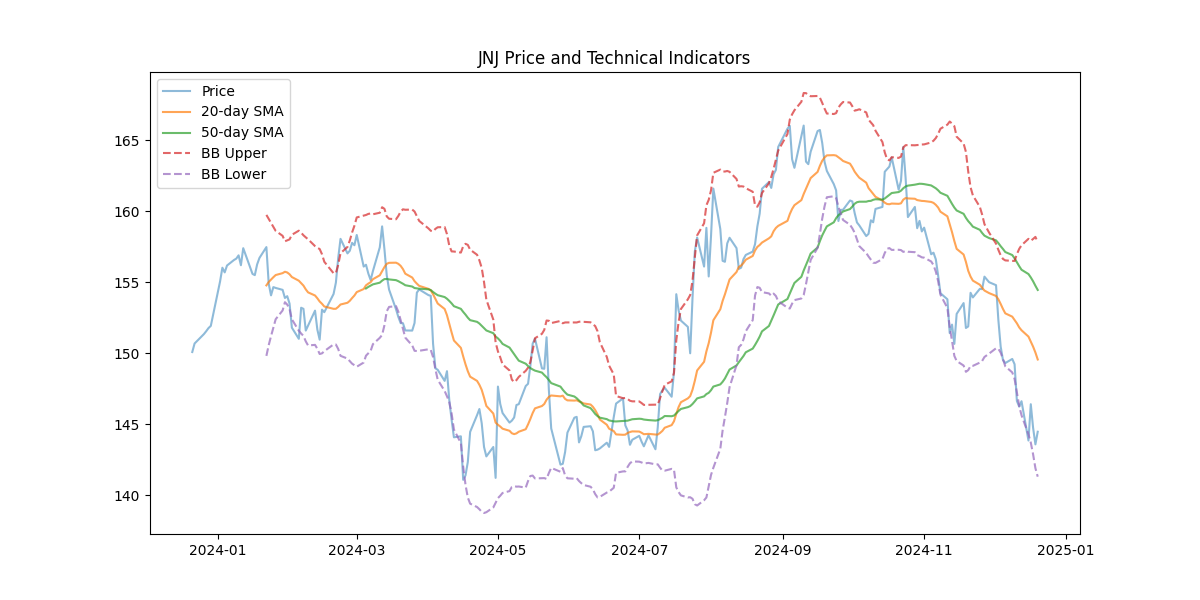 JNJ Price and Technical Indicators
Price
20-day SMA
50-day SMA
BB Upper
BB Lower
165
160
155
150
145
140
2024-01
2024-03
2024-05
2024-07
2024-09
2024-11
2025-01